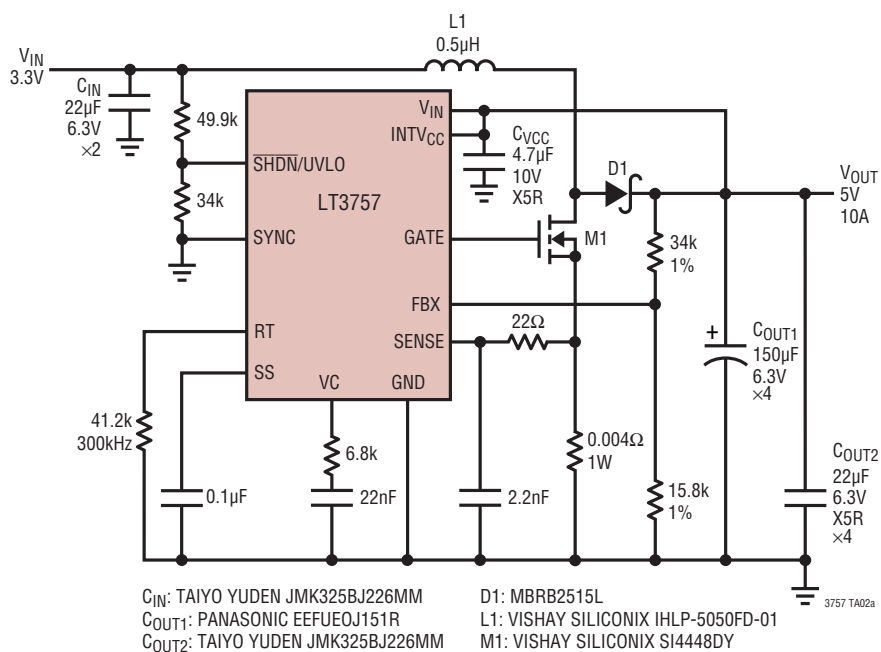 L1
0.5µH
VIN
3.3V
CIN
22µF
6.3V
×2
49.9k
34k
SHDN/UVLO
SYNC
LT3757
VIN
INTVCC
CVCC
4.7µF
10V
X5R
D1
VOUT
5V
10A
GATE
M1
34k
1%
FBX
SENSE
22Ω
RT
SS
VC
GND
COUT1
150µF
6.3V
×4
+
41.2k
300kHz
0.1µF
6.8k
22nF
2.2nF
0.004Ω
1W
15.8k
1%
COUT2
22µF
6.3V
X5R
×4
3757 TA02a
CIN: TAIYO YUDEN JMK325BJ226MM
COUT1: PANASONIC EEFUEOJ151R
COUT2: TAIYO YUDEN JMK325BJ226MM
D1: MBRB2515L
L1: VISHAY SILICONIX IHLP-5050FD-01
M1: VISHAY SILICONIX SI4448DY